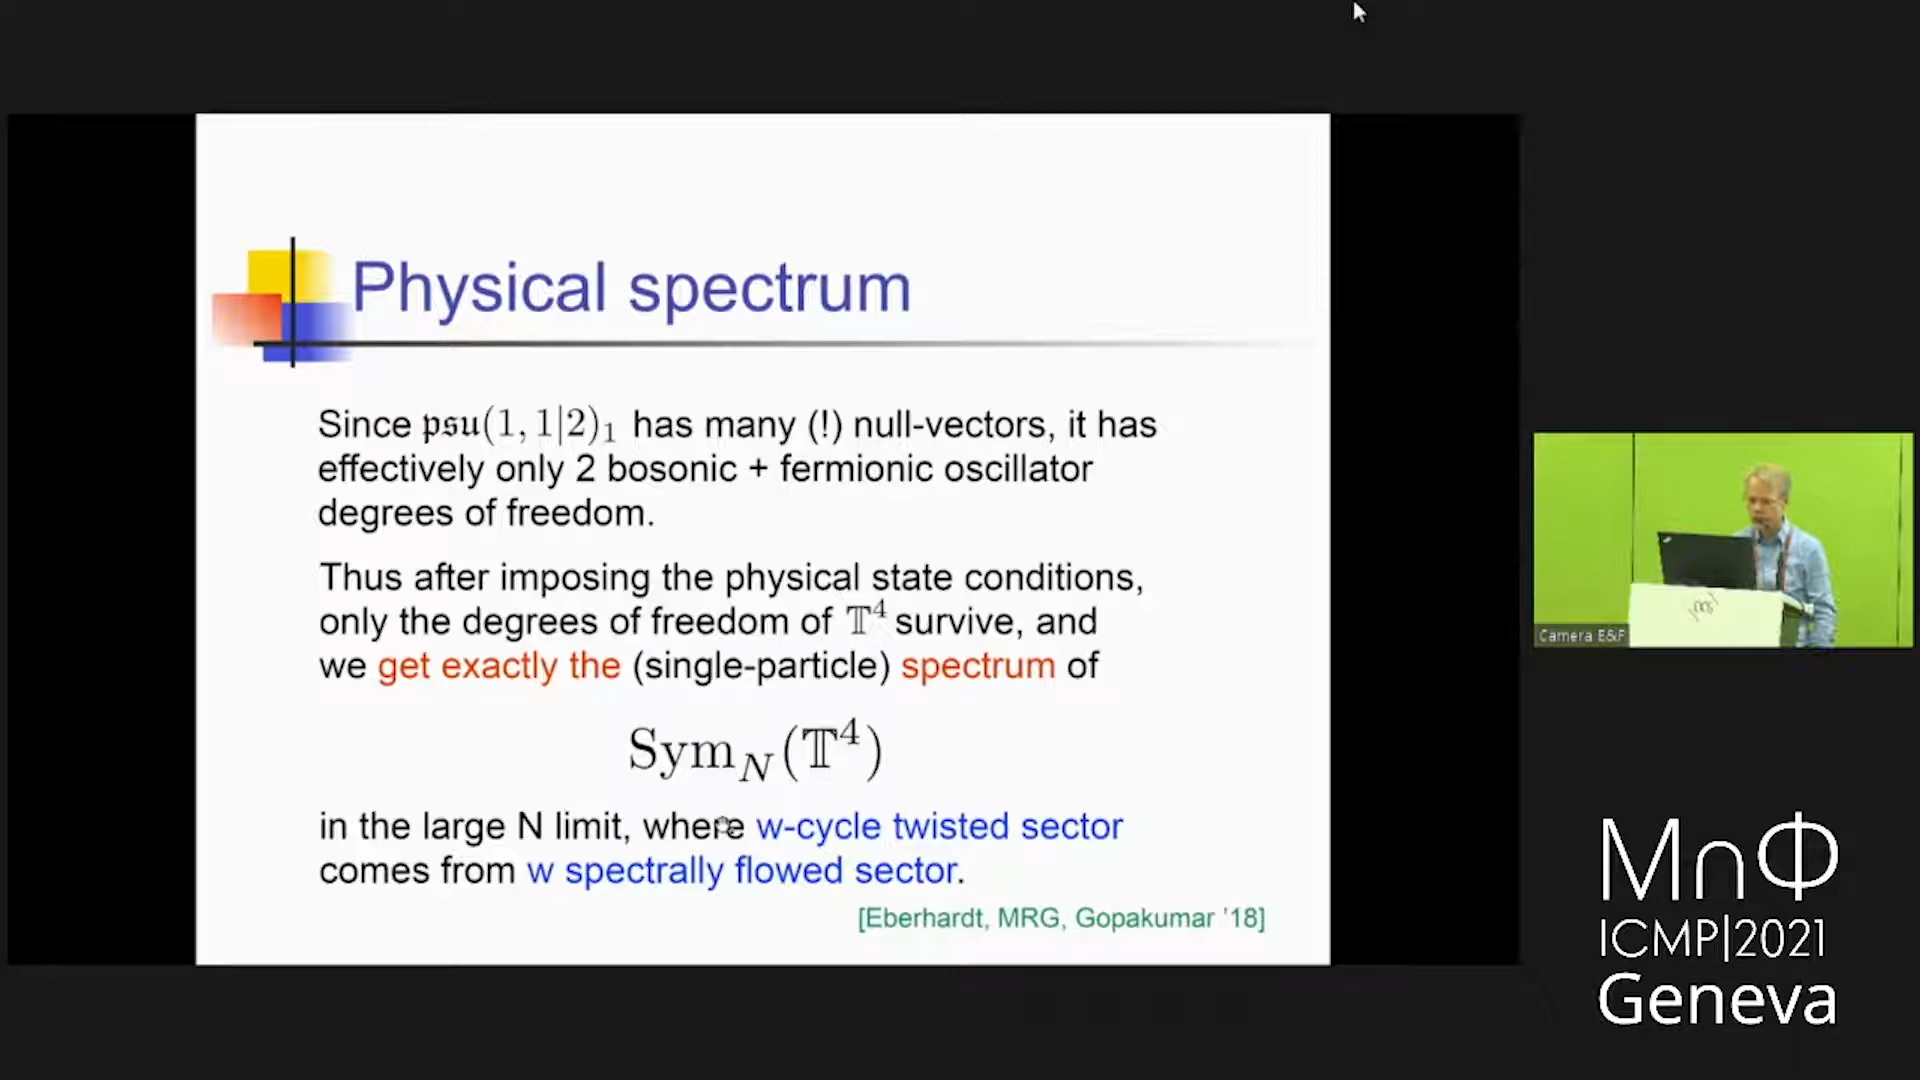 Physical spectrum
Since 𝔭𝔰𝔲(1, 1|2)₁ has many (!) null-vectors, it has
effectively only 2 bosonic + fermionic oscillator
degrees of freedom.
Thus after imposing the physical state conditions,
only the degrees of freedom of 𝕋⁴ survive, and
we get exactly the (single-particle) spectrum of
Sym_N(𝕋⁴)
in the large N limit, where w-cycle twisted sector
comes from w spectrally flowed sector.
[Eberhardt, MRG, Gopakumar '18]
Camera E&F
M∩Φ
ICMP|2021
Geneva